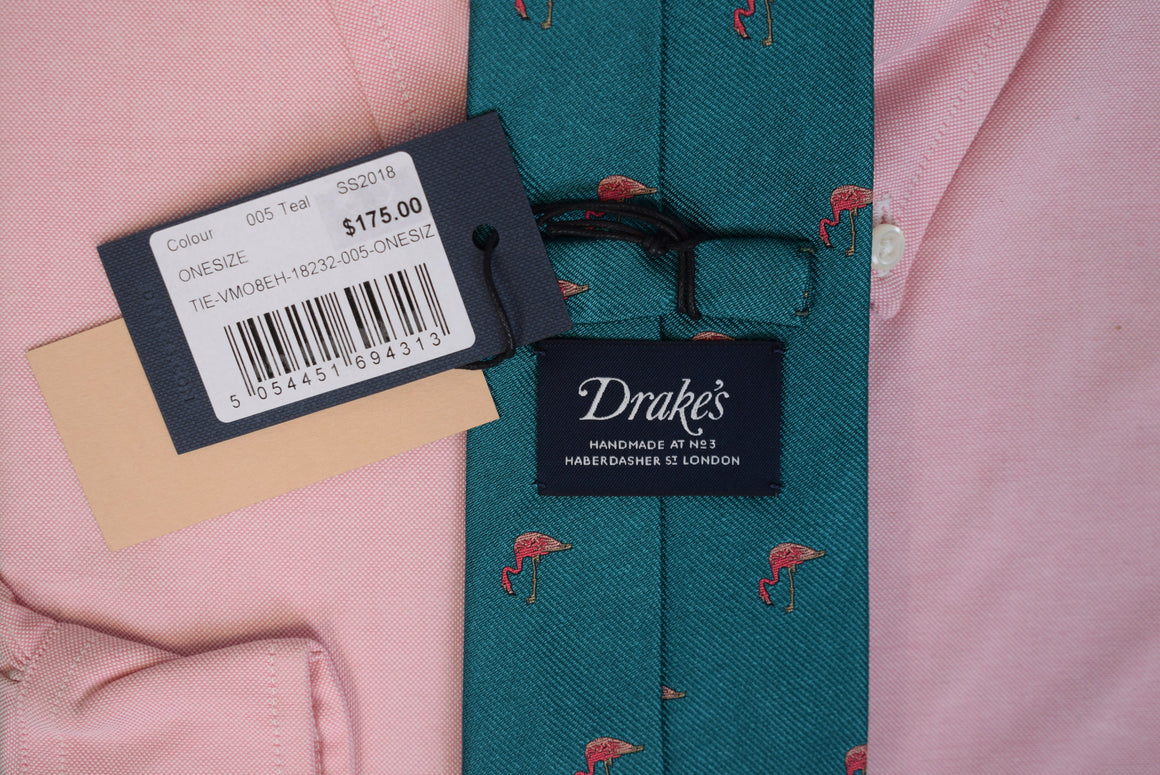 Colour 005 Teal SS2018
$175.00
ONESIZE
TIE-VMO8EH-18232-005-ONESIZ
5 054451 694313
Drake's
HANDMADE AT Nº3
HABERDASHER ST LONDON